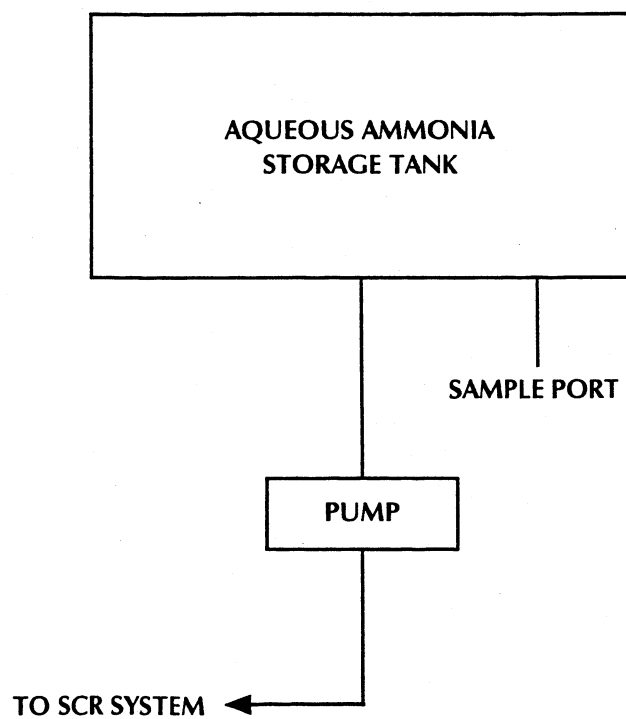 AQUEOUS AMMONIA
STORAGE TANK
SAMPLE PORT
PUMP
TO SCR SYSTEM